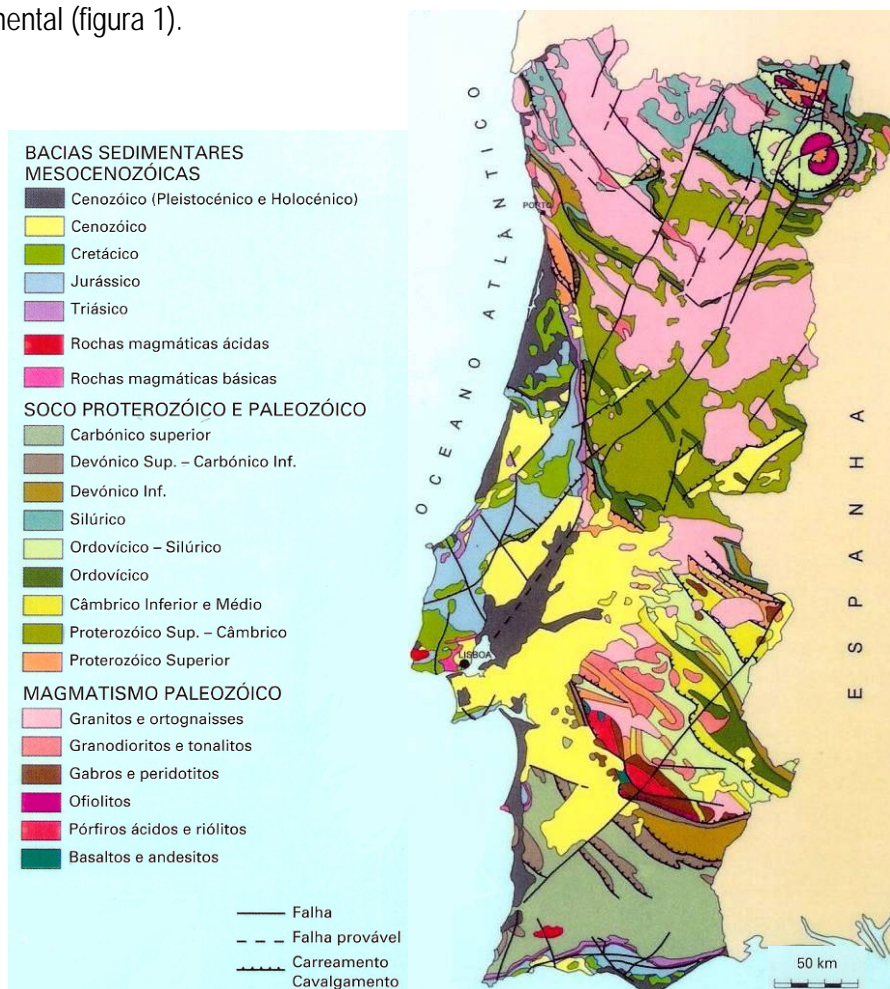 mental (figura 1).
BACIAS SEDIMENTARES
MESOCENOZÓICAS
Cenozóico (Pleistocénico e Holocénico)
Cenozóico
Cretácico
Jurássico
Triásico
Rochas magmáticas ácidas
Rochas magmáticas básicas
SOCO PROTEROZÓICO E PALEOZÓICO
Carbónico superior
Devónico Sup. – Carbónico Inf.
Devónico Inf.
Silúrico
Ordovícico – Silúrico
Ordovícico
Câmbrico Inferior e Médio
Proterozóico Sup. – Câmbrico
Proterozóico Superior
MAGMATISMO PALEOZÓICO
Granitos e ortognaisses
Granodioritos e tonalitos
Gabros e peridotitos
Ofiolitos
Pórfiros ácidos e riólitos
Basaltos e andesitos
Falha
Falha provável
Carreamento
Cavalgamento
OCEANO ATLÂNTICO
PORTO
LISBOA
ESPANHA
50 km